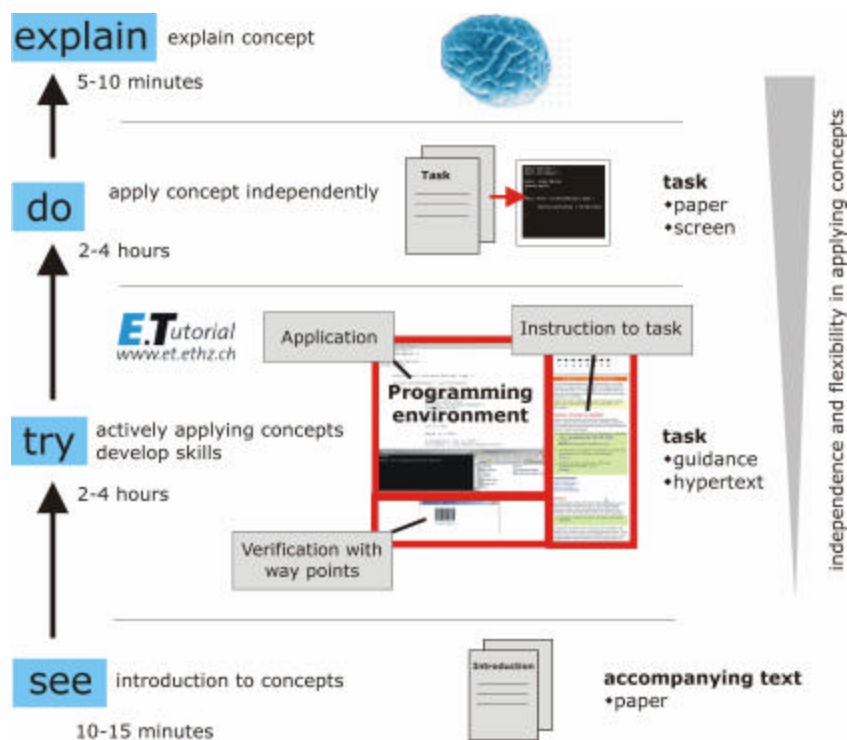 explain
explain concept
5-10 minutes
Task
do
apply concept independently
task
◆paper
◆screen
2-4 hours
E.Tutorial
www.et.ethz.ch
Application
Instruction to task
Programming
environment
try
actively applying concepts
develop skills
task
◆guidance
◆hypertext
2-4 hours
Verification with
way points
Introduction
see
introduction to concepts
accompanying text
◆paper
10-15 minutes
independence and flexibility in applying concepts